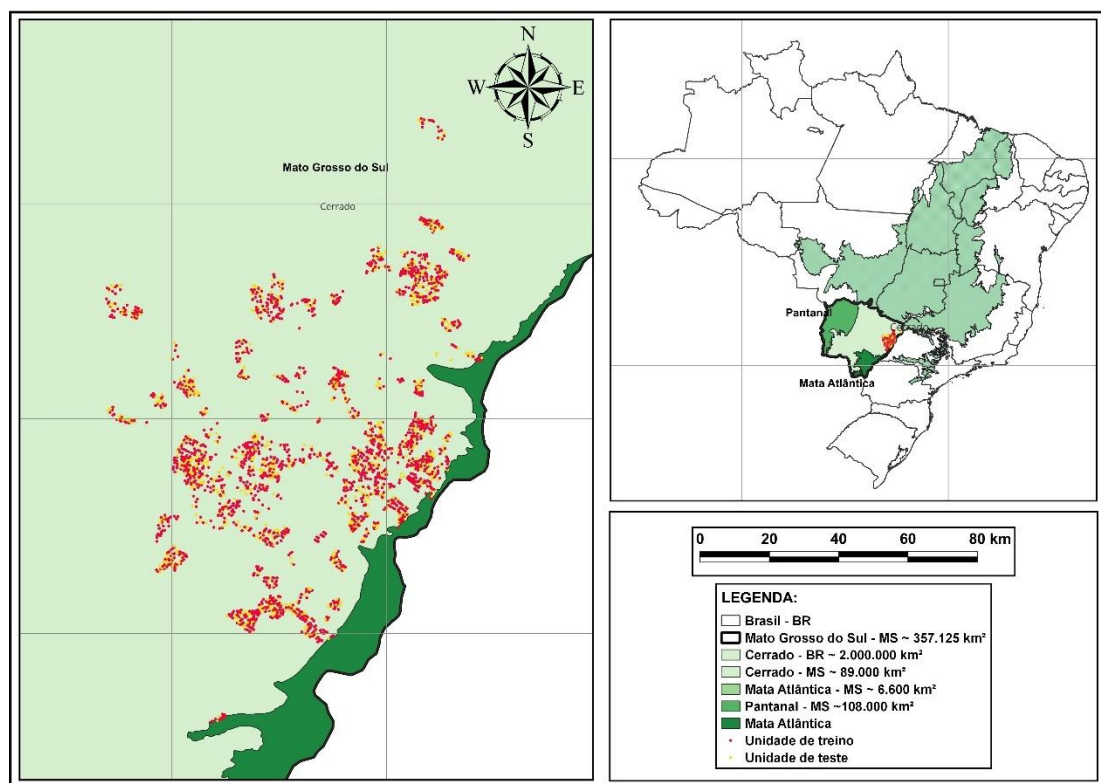 N
W
E
S
Mato Grosso do Sul
Cerrado
Pantanal
Cerrado
Mata Atlântica
0 20 40 60 80 km
LEGENDA:
Brasil - BR
Mato Grosso do Sul - MS ~ 357.125 km²
Cerrado - BR ~ 2.000.000 km²
Cerrado - MS ~ 89.000 km²
Mata Atlântica - MS ~ 6.600 km²
Pantanal - MS ~108.000 km²
Mata Atlântica
Unidade de treino
Unidade de teste